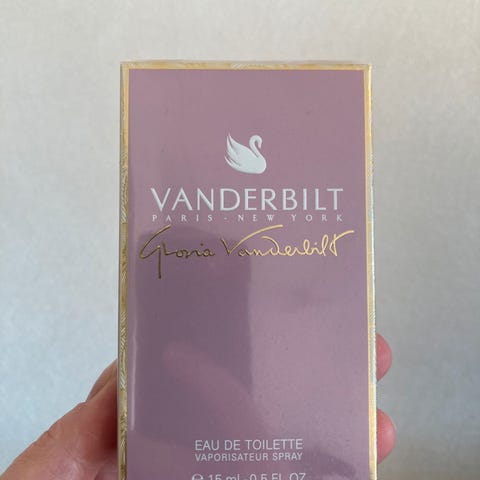 VANDERBILT
PARIS - NEW YORK
Gloria Vanderbilt
EAU DE TOILETTE
VAPORISATEUR SPRAY
℮ 15 ml - 0.5 FL.OZ